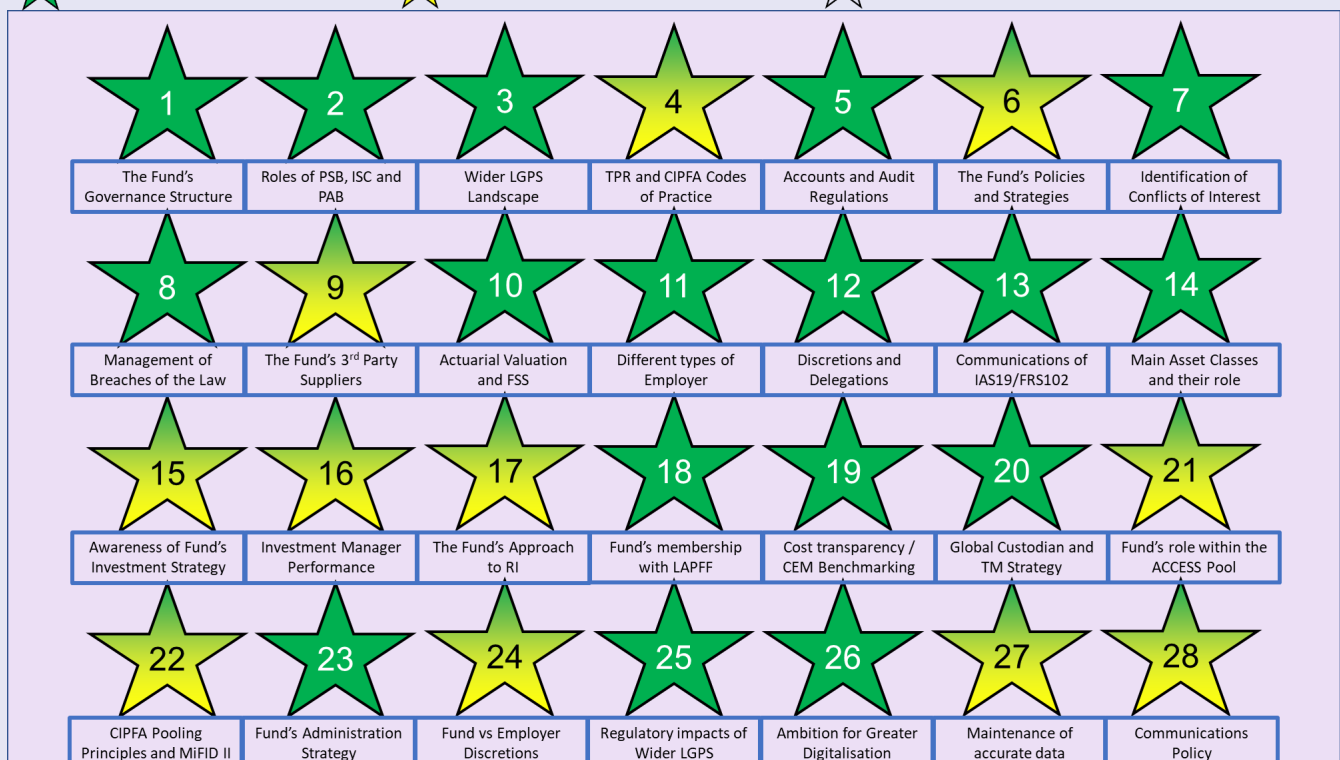 1 2 3 4 5 6 7
The Fund's Governance Structure
Roles of PSB, ISC and PAB
Wider LGPS Landscape
TPR and CIPFA Codes of Practice
Accounts and Audit Regulations
The Fund's Policies and Strategies
Identification of Conflicts of Interest
8 9 10 11 12 13 14
Management of Breaches of the Law
The Fund's 3rd Party Suppliers
Actuarial Valuation and FSS
Different types of Employer
Discretions and Delegations
Communications of IAS19/FRS102
Main Asset Classes and their role
15 16 17 18 19 20 21
Awareness of Fund's Investment Strategy
Investment Manager Performance
The Fund's Approach to RI
Fund's membership with LAPFF
Cost transparency / CEM Benchmarking
Global Custodian and TM Strategy
Fund's role within the ACCESS Pool
22 23 24 25 26 27 28
CIPFA Pooling Principles and MiFID II
Fund's Administration Strategy
Fund vs Employer Discretions
Regulatory impacts of Wider LGPS
Ambition for Greater Digitalisation
Maintenance of accurate data
Communications Policy